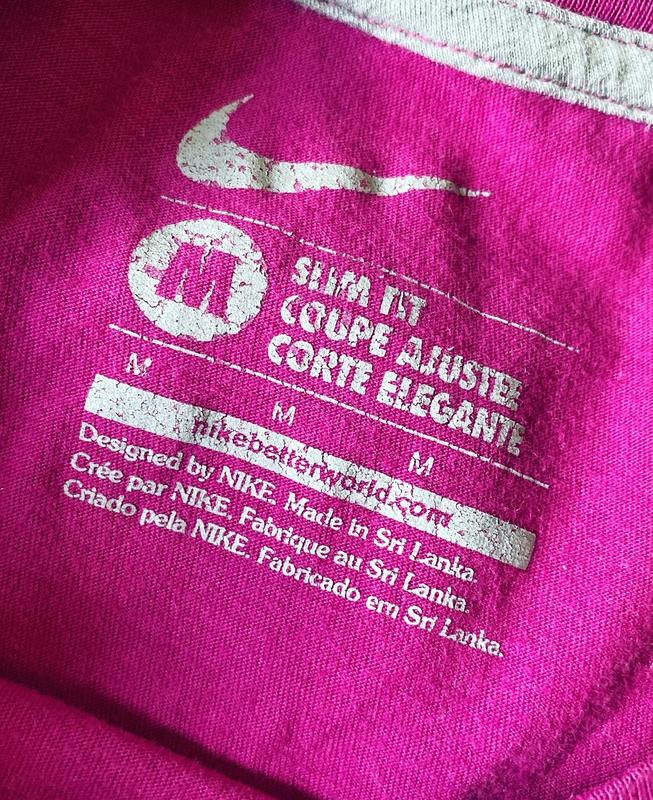 M
SLIM FIT
COUPE AJUSTEE
CORTE ELEGANTE
M M M
nikebetterworld.com
Designed by NIKE. Made in Sri Lanka.
Crée par NIKE. Fabrique au Sri Lanka.
Criado pela NIKE. Fabricado em Sri Lanka.